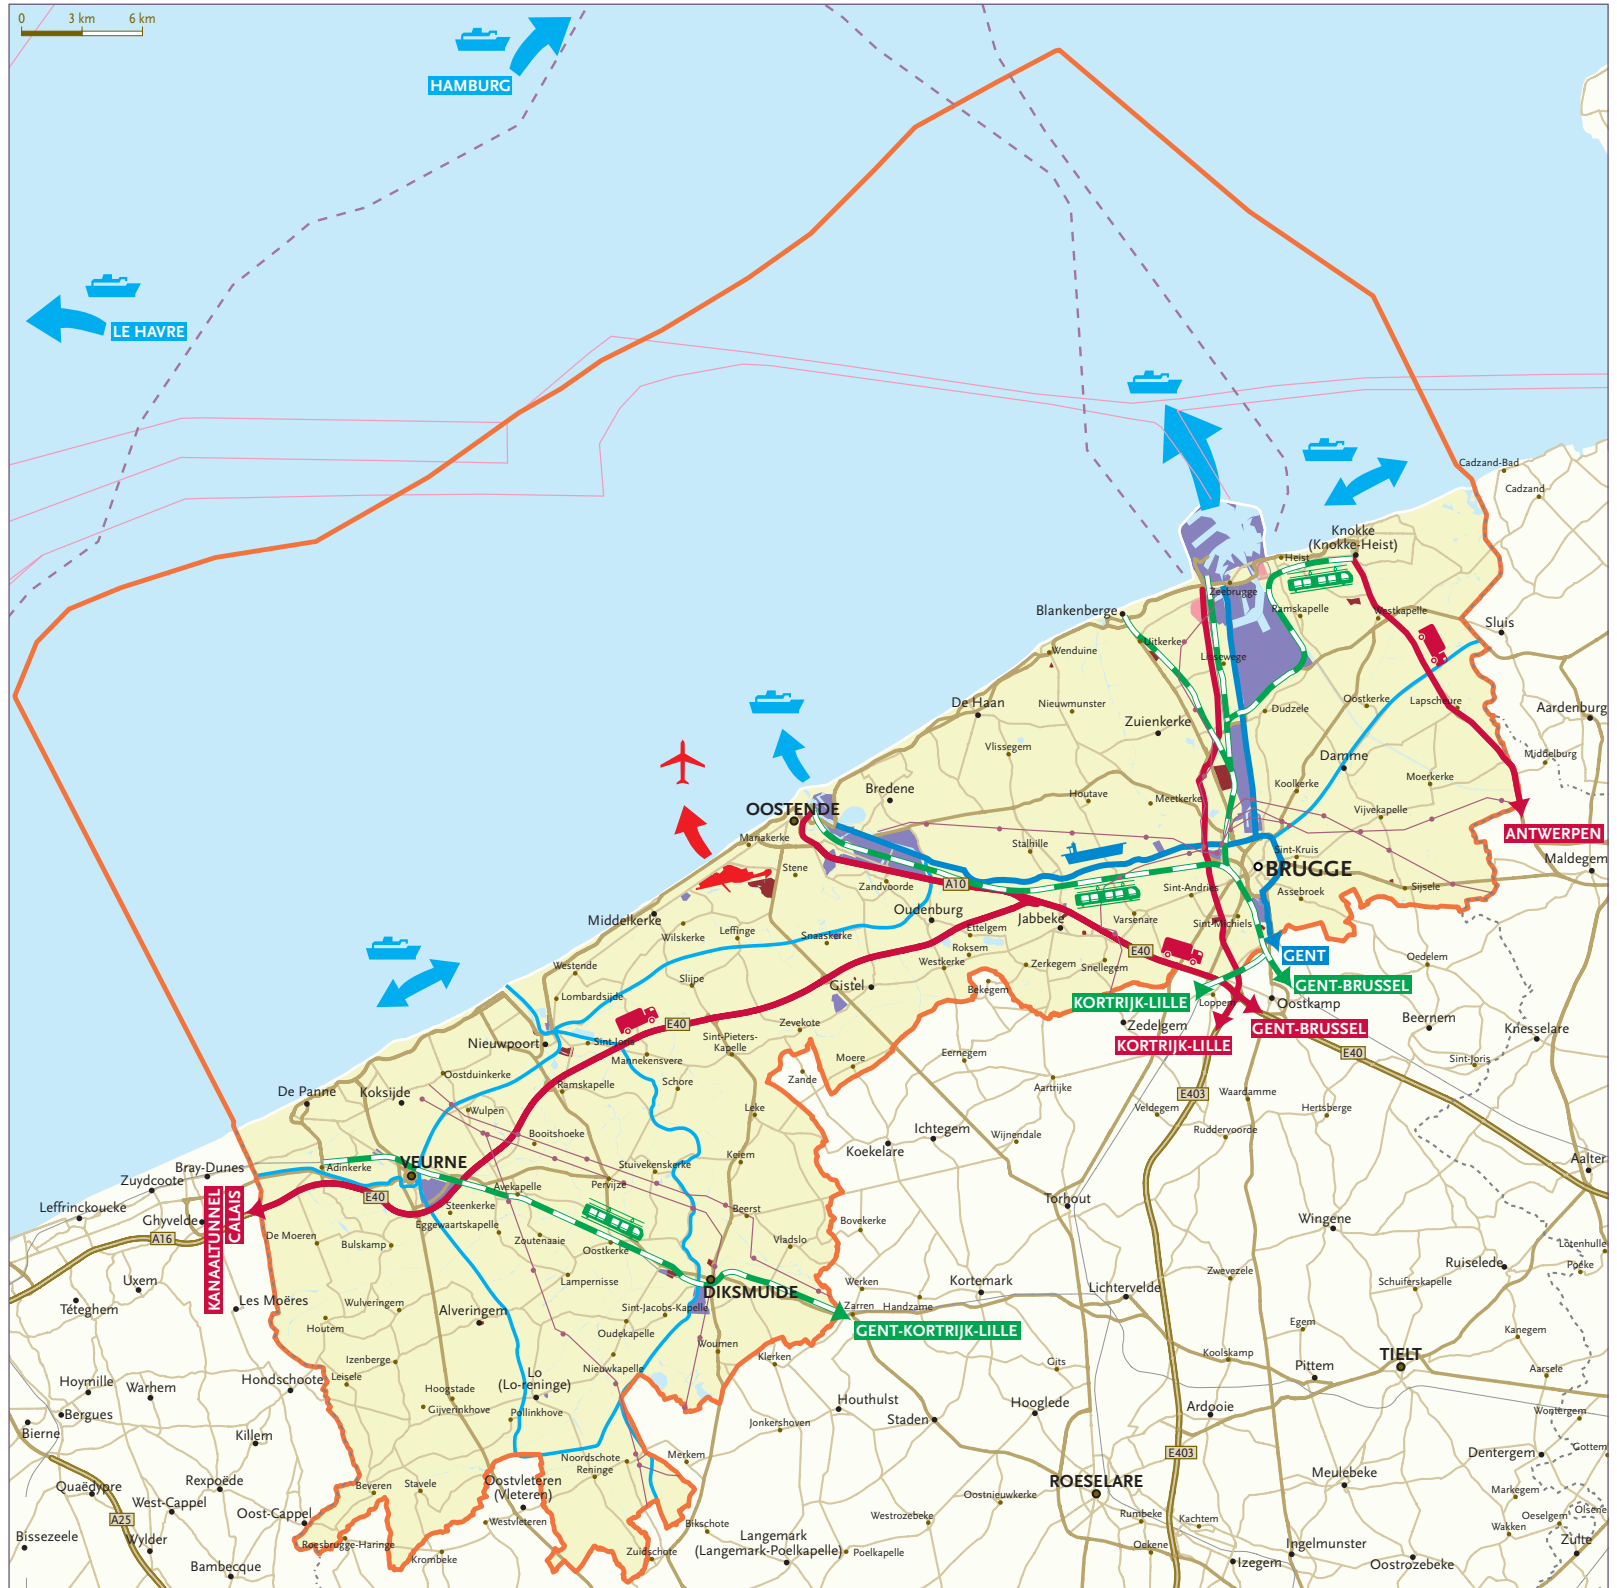 0 3 km 6 km
HAMBURG
LE HAVRE
Cadzand-Bad
Cadzand
Knokke
(Knokke-Heist)
Heist
Zeebrugge
Ramskapelle
Westkapelle
Blankenberge
Sluis
Uitkerke
Wenduine
Lissewege
De Haan
Nieuwmunster
Oostkerke
Lapscheure
Aardenburg
Dudzele
Zuienkerke
Vlissegem
Damme
Middelburg
Moerkerke
Bredene
Koolkerke
Houtave
Meetkerke
OOSTENDE
Vijvekapelle
Mariakerke
ANTWERPEN
Stalhille
Sint-Kruis
Maldegem
Stene
BRUGGE
Zandvoorde
A10
Sint-Andries
Assebroek
Sijsele
Middelkerke
Oudenburg
Jabbeke
Varsenare
Sint-Michiels
Wilskerke
Leffinge
Snaaskerke
Ettelgem
Roksem
E40
GENT
Westende
Westkerke
Zerkegem
Snellegem
Oedelem
Slijpe
Gistel
Bekegem
GENT-BRUSSEL
KORTRIJK-LILLE
Lombardsijde
Loppem
Oostkamp
E40
Zevekote
Zedelgem
GENT-BRUSSEL
Beernem
Knesselare
Nieuwpoort
Sint-Joris
Sint-Pieters-
Kapelle
KORTRIJK-LILLE
E40
Mannekensvere
Moere
Eernegem
Sint-Joris
Oostduinkerke
Ramskapelle
Schore
Zande
Aartrijke
De Panne
Koksijde
E403
Waardamme
Wulpen
Leke
Veldegem
Hertsberge
Booitshoeke
Ichtegem
Wijnendale
Ruddervoorde
Koekelare
Keiem
Aalter
Bray-Dunes
Adinkerke
VEURNE
Stuivekenskerke
Zuydcoote
Avekapelle
Pervijze
E40
Leffrinckoucke
KANAALTUNNEL
CALAIS
Steenkerke
Torhout
Ghyvelde
Eggewaartskapelle
Beerst
Bovekerke
Wingene
A16
De Moeren
Bulskamp
Zoutenaaie
Oostkerke
Vladslo
Lotenhulle
Poeke
Uxem
Lampernisse
Werken
Kortemark
Zwevezele
Ruiselede
Schuiferskapelle
Téteghem
Les Moëres
Wulveringem
DIKSMUIDE
Lichtervelde
Alveringem
Sint-Jacobs-Kapelle
Zarren
Handzame
Houtem
Oudekapelle
GENT-KORTRIJK-LILLE
Egem
Kanegem
Woumen
Izenberge
Klerken
Koolskamp
TIELT
Nieuwkapelle
Gits
Pittem
Aarsele
Hoymille
Warhem
Hondschoote
Leisele
Lo
(Lo-reninge)
Hoogstade
Houthulst
Hooglede
Bergues
Gijverinkhove
Pollinkhove
Staden
Ardooie
Wontergem
Bierne
Killem
Jonkershoven
E403
Dentergem
Gottem
Merkem
Noordschote
Reninge
Quaëdypre
Rexpoëde
Beveren
Stavele
Oostvleteren
(Vleteren)
ROESELARE
Meulebeke
West-Cappel
Oostnieuwkerke
Markegem
A25
Oost-Cappel
Westvleteren
Bikschote
Westrozebeke
Rumbeke
Kachtem
Oeselgem
Olsene
Bissezeele
Wylder
Roesbrugge-Haringe
Krombeke
Zuidschote
Langemark
(Langemark-Poelkapelle)
Poelkapelle
Oekene
Ingelmunster
Wakken
Zulte
Bambecque
Izegem
Oostrozebeke